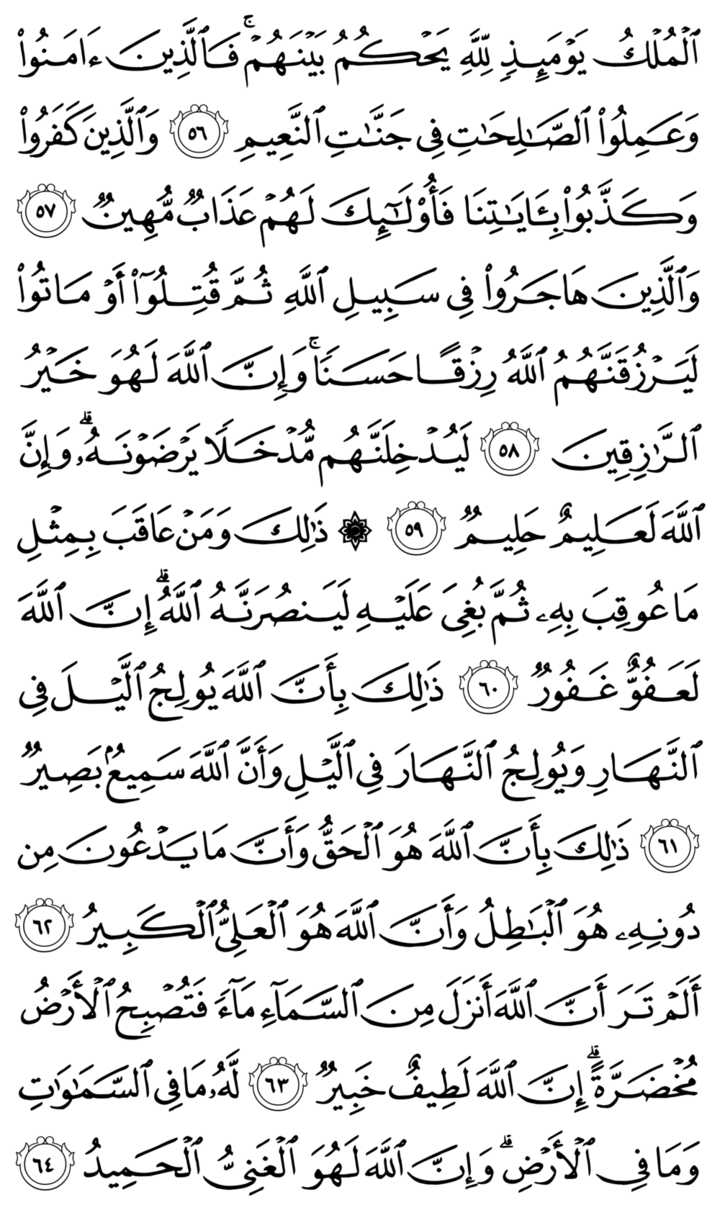 ٱلۡمُلۡكُ يَوۡمَئِذٖ لِّلَّهِ يَحۡكُمُ بَيۡنَهُمۡۚ فَٱلَّذِينَ ءَامَنُواْ
وَعَمِلُواْ ٱلصَّٰلِحَٰتِ فِي جَنَّٰتِ ٱلنَّعِيمِ ٥٦ وَٱلَّذِينَ كَفَرُواْ
وَكَذَّبُواْ بِـَٔايَٰتِنَا فَأُوْلَٰٓئِكَ لَهُمۡ عَذَابٞ مُّهِينٞ ٥٧
وَٱلَّذِينَ هَاجَرُواْ فِي سَبِيلِ ٱللَّهِ ثُمَّ قُتِلُوٓاْ أَوۡ مَاتُواْ
لَيَرۡزُقَنَّهُمُ ٱللَّهُ رِزۡقًا حَسَنٗاۚ وَإِنَّ ٱللَّهَ لَهُوَ خَيۡرُ
ٱلرَّٰزِقِينَ ٥٨ لَيُدۡخِلَنَّهُم مُّدۡخَلٗا يَرۡضَوۡنَهُۥۚ وَإِنَّ
ٱللَّهَ لَعَلِيمٌ حَلِيمٞ ٥٩ ۞ ذَٰلِكَۖ وَمَنۡ عَاقَبَ بِمِثۡلِ
مَا عُوقِبَ بِهِۦ ثُمَّ بُغِيَ عَلَيۡهِ لَيَنصُرَنَّهُ ٱللَّهُۚ إِنَّ ٱللَّهَ
لَعَفُوٌّ غَفُورٞ ٦٠ ذَٰلِكَ بِأَنَّ ٱللَّهَ يُولِجُ ٱلَّيۡلَ فِي
ٱلنَّهَارِ وَيُولِجُ ٱلنَّهَارَ فِي ٱلَّيۡلِ وَأَنَّ ٱللَّهَ سَمِيعُۢ بَصِيرٞ
٦١ ذَٰلِكَ بِأَنَّ ٱللَّهَ هُوَ ٱلۡحَقُّ وَأَنَّ مَا يَدۡعُونَ مِن
دُونِهِۦ هُوَ ٱلۡبَٰطِلُ وَأَنَّ ٱللَّهَ هُوَ ٱلۡعَلِيُّ ٱلۡكَبِيرُ ٦٢
أَلَمۡ تَرَ أَنَّ ٱللَّهَ أَنزَلَ مِنَ ٱلسَّمَآءِ مَآءٗ فَتُصۡبِحُ ٱلۡأَرۡضُ
مُخۡضَرَّةًۚ إِنَّ ٱللَّهَ لَطِيفٌ خَبِيرٞ ٦٣ لَّهُۥ مَا فِي ٱلسَّمَٰوَٰتِ
وَمَا فِي ٱلۡأَرۡضِۚ وَإِنَّ ٱللَّهَ لَهُوَ ٱلۡغَنِيُّ ٱلۡحَمِيدُ ٦٤